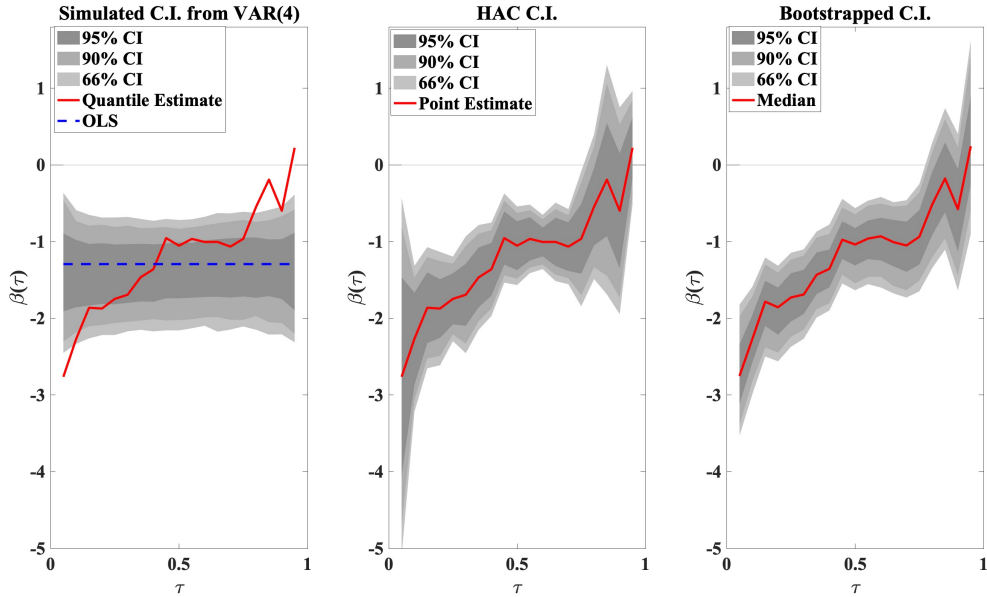 Simulated C.I. from VAR(4)
95% CI
90% CI
66% CI
Quantile Estimate
OLS
1
0
-1
-2
-3
-4
-5
β(τ)
0
0.5
1
τ
HAC C.I.
95% CI
90% CI
66% CI
Point Estimate
1
0
-1
-2
-3
-4
-5
β(τ)
0
0.5
1
τ
Bootstrapped C.I.
95% CI
90% CI
66% CI
Median
1
0
-1
-2
-3
-4
-5
β(τ)
0
0.5
1
τ